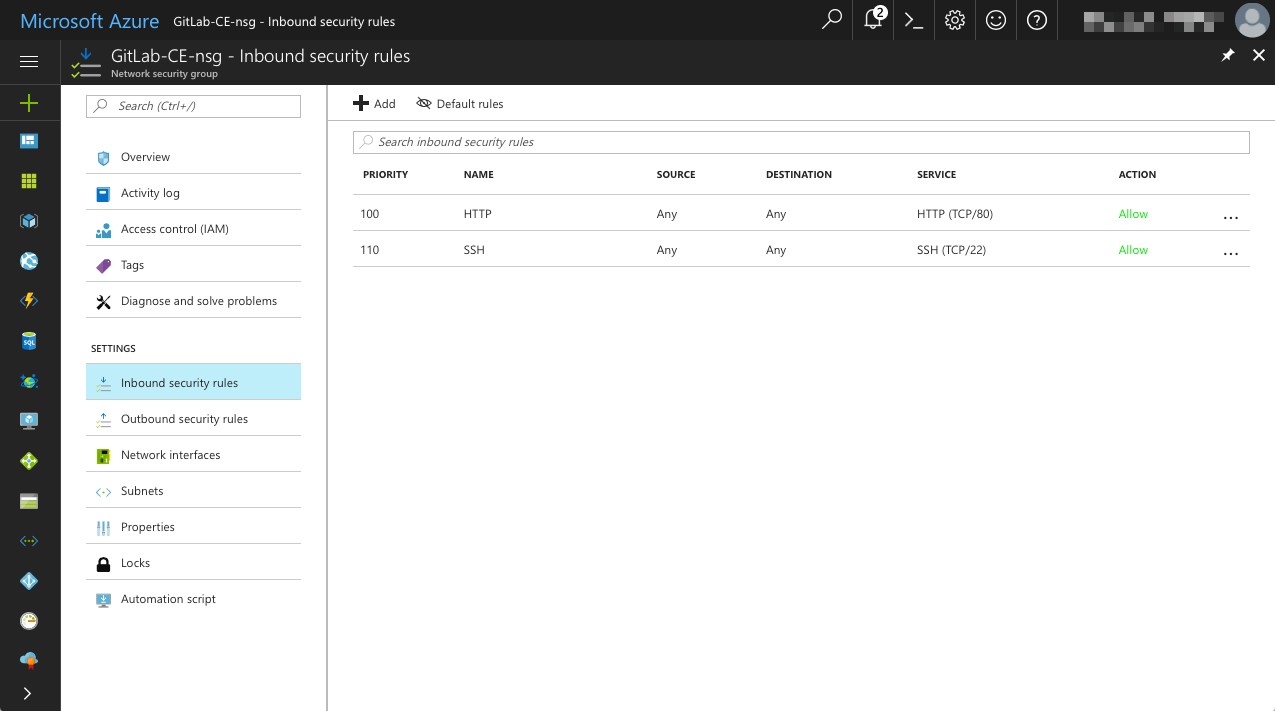 Microsoft Azure GitLab-CE-nsg - Inbound security rules
2
GitLab-CE-nsg - Inbound security rules
Network security group
Search (Ctrl+/)
Overview
Activity log
Access control (IAM)
Tags
Diagnose and solve problems
SETTINGS
Inbound security rules
Outbound security rules
Network interfaces
Subnets
Properties
Locks
Automation script
Add Default rules
Search inbound security rules
PRIORITY NAME SOURCE DESTINATION SERVICE ACTION
100 HTTP Any Any HTTP (TCP/80) Allow ...
110 SSH Any Any SSH (TCP/22) Allow ...
SQL